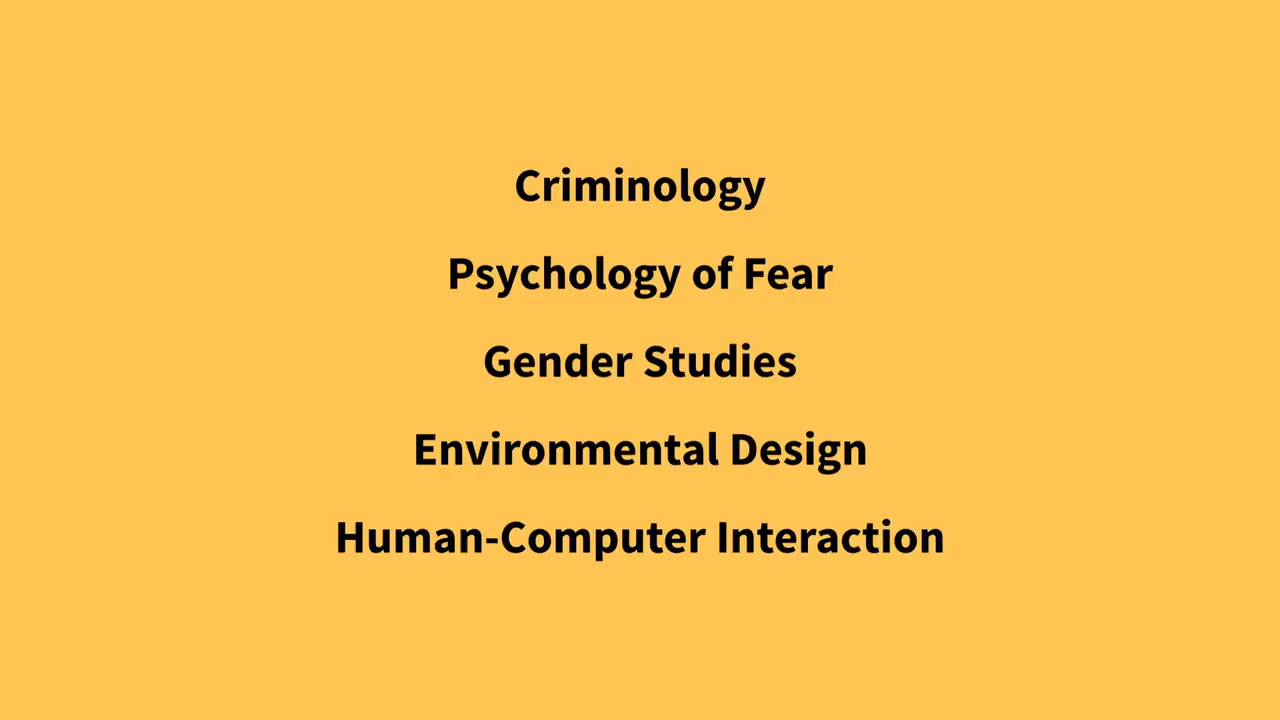 Criminology
Psychology of Fear
Gender Studies
Environmental Design
Human-Computer Interaction